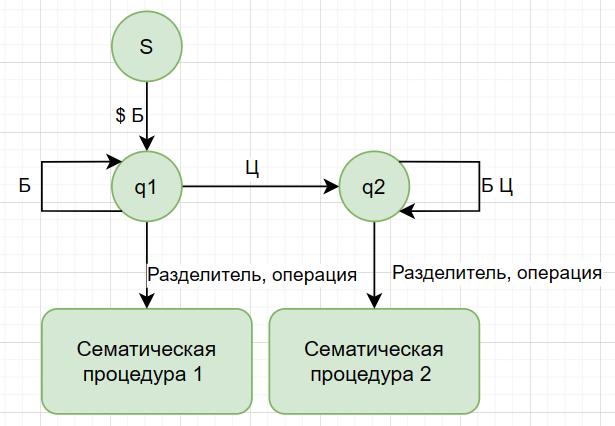 S
$ Б
Ц
Б
q1
q2
Б Ц
Разделитель, операция
Разделитель, операция
Сематическая
процедура 1
Сематическая
процедура 2